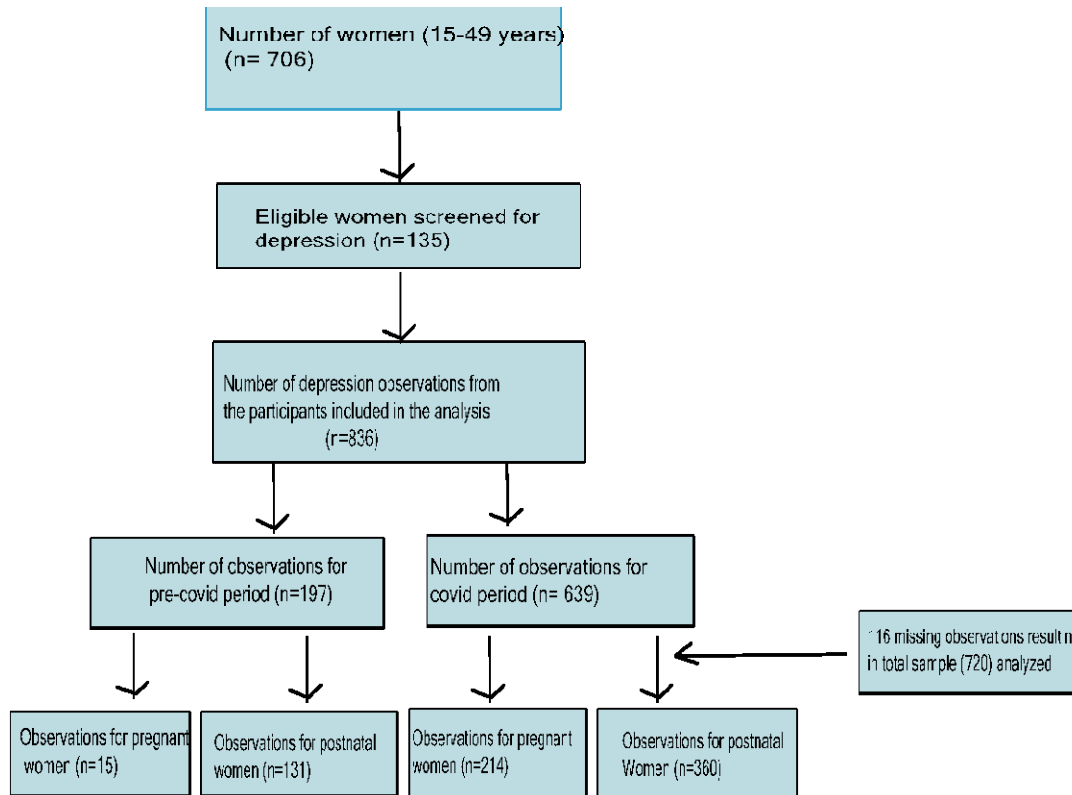 Number of women (15-49 years)
(n= 706)
Eligible women screened for
depression (n=135)
Number of depression observations from
the participants included in the analysis
(n=836)
Number of observations for
pre-covid period (n=197)
Number of observations for
covid period (n= 639)
16 missing observations
in total sample (720) analyzed
Observations for pregnant
women (n=15)
Observations for postnatal
women (n=131)
Observations for pregnant
women (n=214)
Observations for postnatal
Women (n=360)